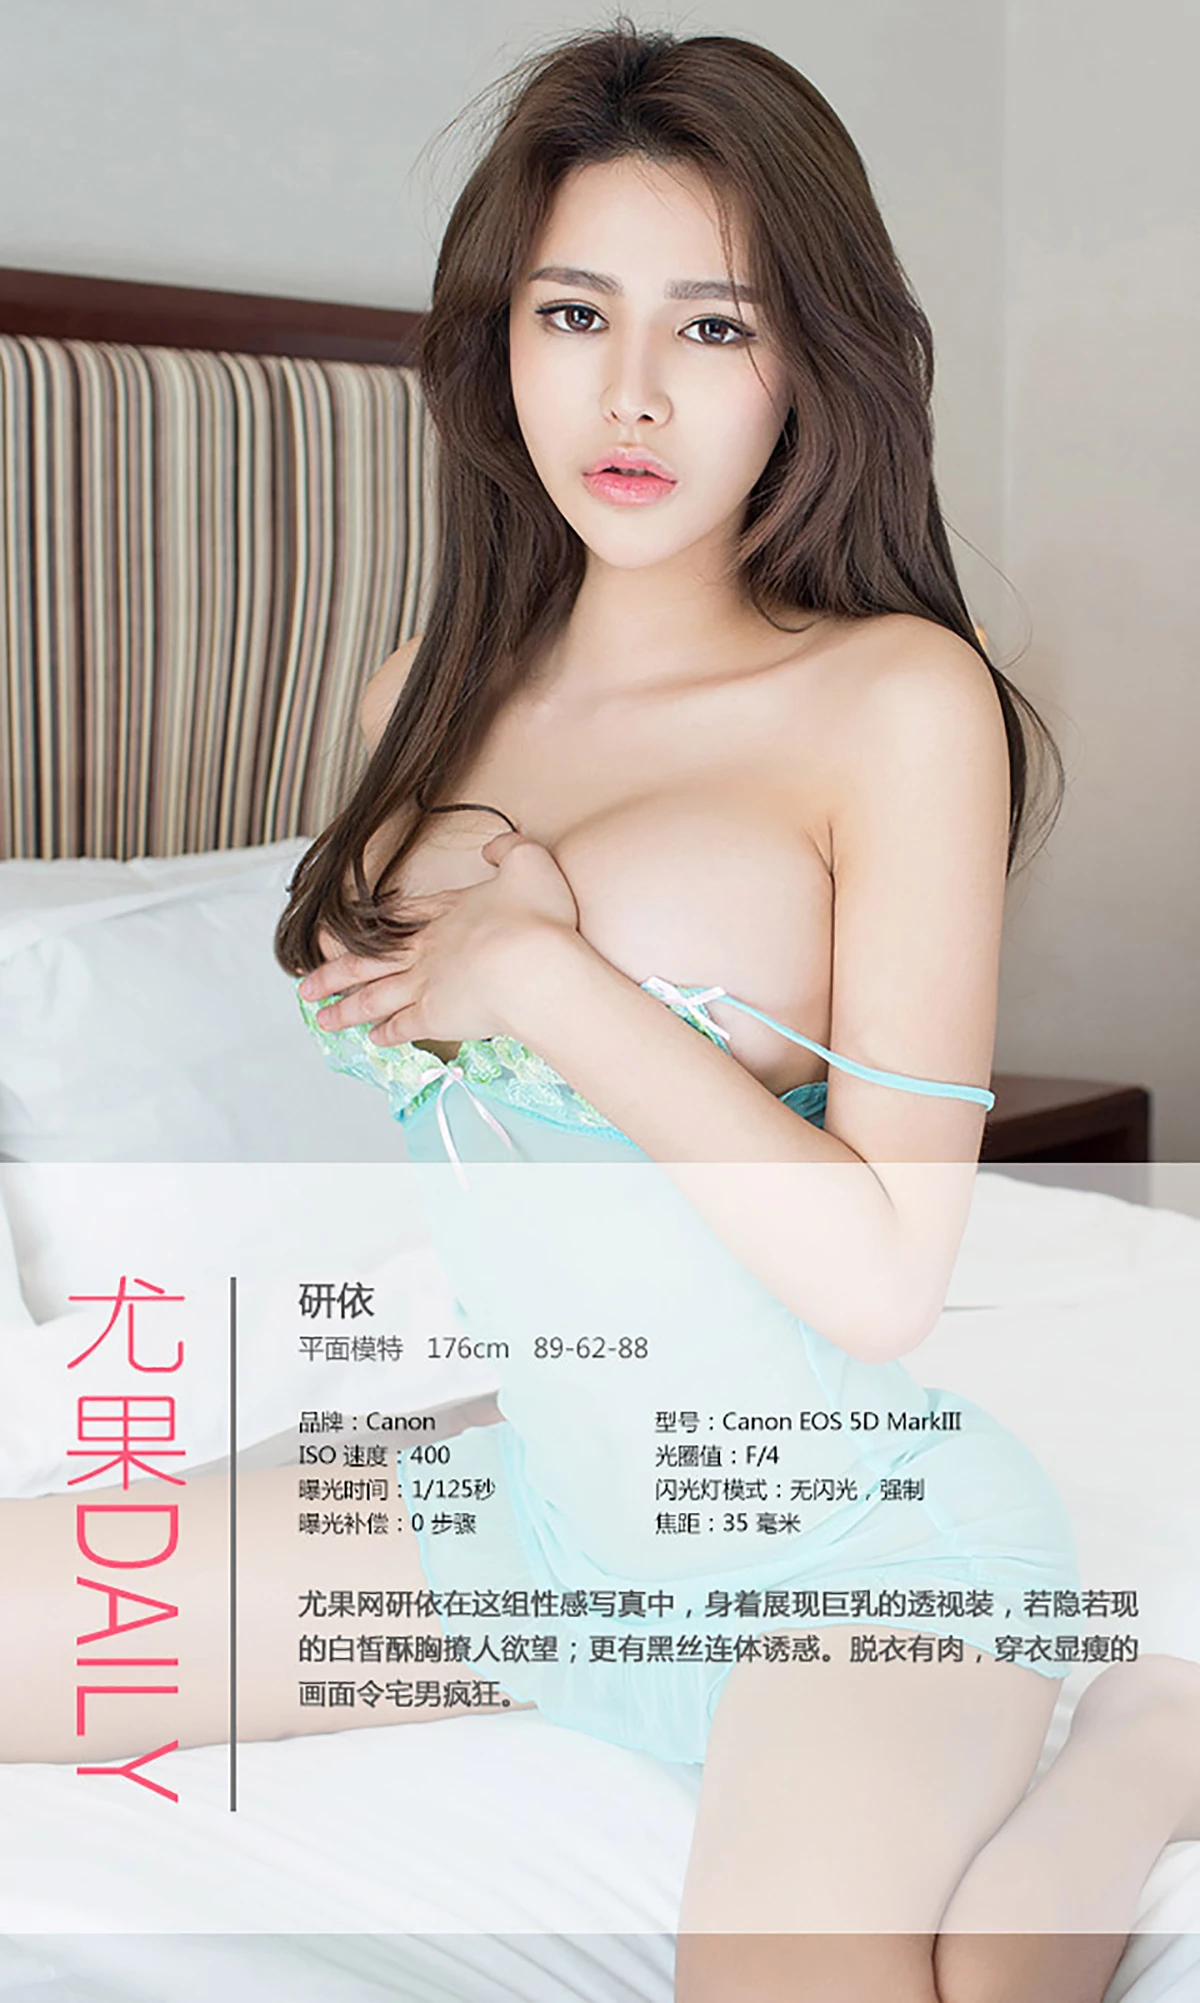 尤果DAILY
研依
平面模特 176cm 89-62-88
品牌：Canon 型号：Canon EOS 5D MarkIII
ISO 速度：400 光圈值：F/4
曝光时间：1/125秒 闪光灯模式：无闪光，强制
曝光补偿：0 步骤 焦距：35 毫米
尤果网研依在这组性感写真中，身着展现巨乳的透视装，若隐若现
的白皙酥胸撩人欲望；更有黑丝连体诱惑。脱衣有肉，穿衣显瘦的
画面令宅男疯狂。